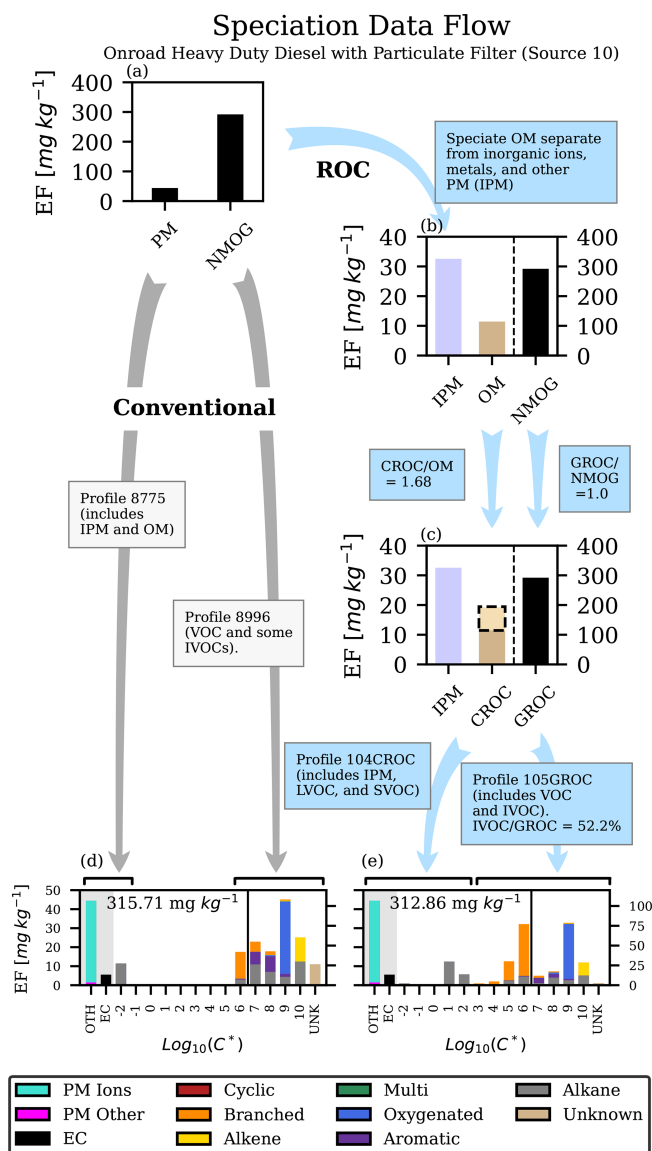 Speciation Data Flow
Onroad Heavy Duty Diesel with Particulate Filter (Source 10)
(a)
EF [mg kg⁻¹]
400
300
200
100
0
PM
NMOG
ROC
Speciate OM separate
from inorganic ions,
metals, and other
PM (IPM)
(b)
EF [mg kg⁻¹]
40
30
20
10
0
400
300
200
100
0
IPM
OM
NMOG
Conventional
CROC/OM
= 1.68
GROC/
NMOG
=1.0
Profile 8775
(includes
IPM and OM)
(c)
EF [mg kg⁻¹]
40
30
20
10
0
400
300
200
100
0
IPM
CROC
GROC
Profile 8996
(VOC and some
IVOCs).
Profile 104CROC
(includes IPM,
LVOC, and SVOC)
Profile 105GROC
(includes VOC
and IVOC).
IVOC/GROC = 52.2%
(d)
EF [mg kg⁻¹]
50
40
30
20
10
0
315.71 mg kg⁻¹
OTH
EC
-2
-1
0
1
2
3
4
5
6
7
8
9
10
UNK
Log₁₀(C*)
(e)
312.86 mg kg⁻¹
100
75
50
25
0
OTH
EC
-2
-1
0
1
2
3
4
5
6
7
8
9
10
UNK
Log₁₀(C*)
PM Ions
Cyclic
Multi
Alkane
PM Other
Branched
Oxygenated
Unknown
EC
Alkene
Aromatic